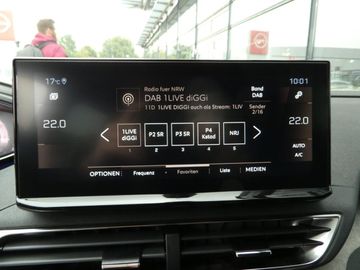 17°C
Radio fuer NRW
Band
10:01
DAB 1LIVE diGGi
DAB
11D 1LIVE DIGGI auch als Stream: 1LIV
Sender
2/16
22.0
22.0
1LIVE diGGi
P2 SR
P3 SR
P4 Kated
NRJ
1
2
3
4
5
AUTO
A/C
OPTIONEN
Frequenz
Favoriten
Liste
MEDIEN